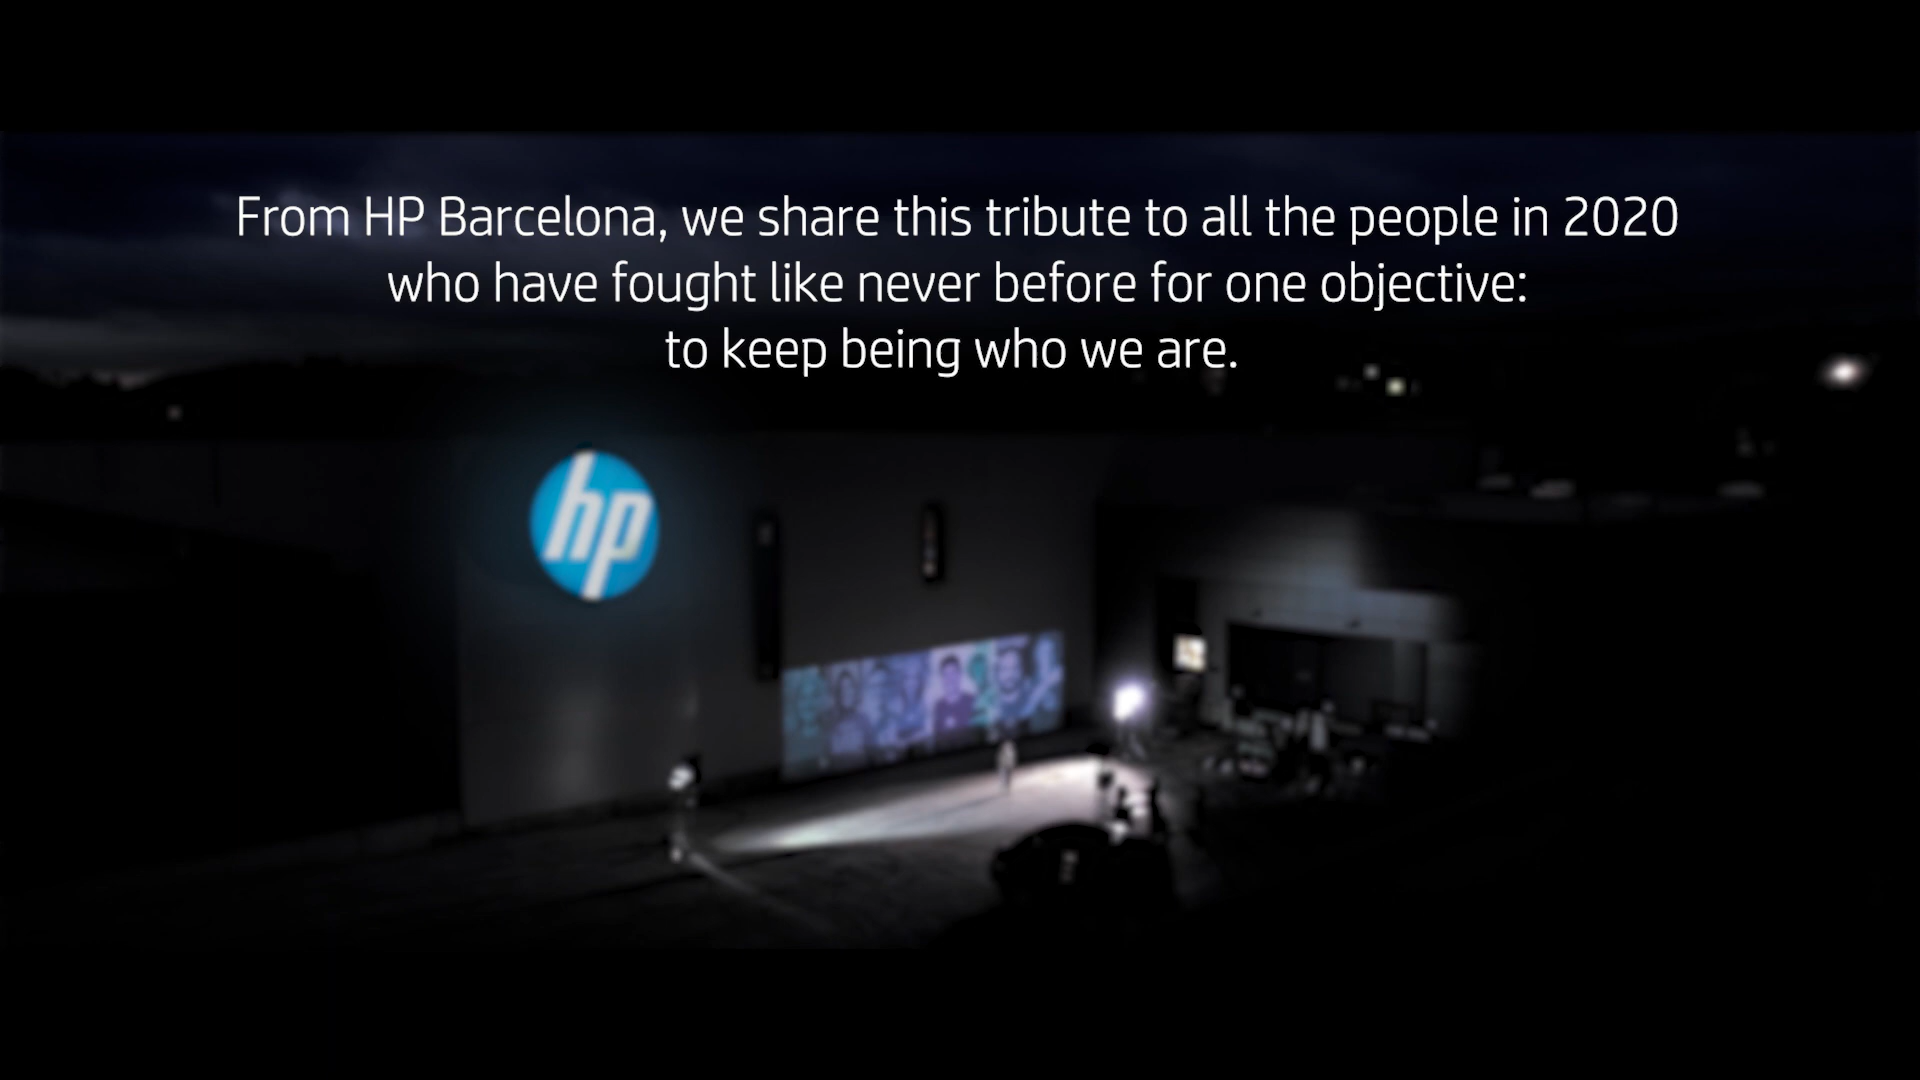 From HP Barcelona, we share this tribute to all the people in 2020
who have fought like never before for one objective:
to keep being who we are.
hp